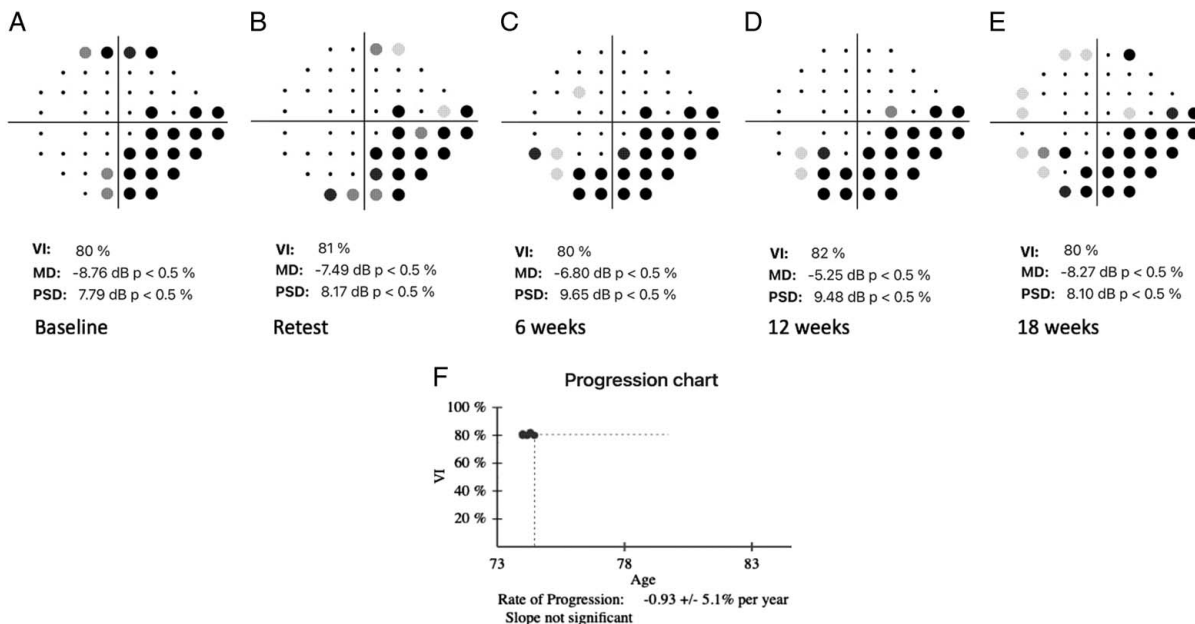 A
B
C
D
E
VI: 80 %
MD: -8.76 dB p < 0.5 %
PSD: 7.79 dB p < 0.5 %
Baseline
VI: 81 %
MD: -7.49 dB p < 0.5 %
PSD: 8.17 dB p < 0.5 %
Retest
VI: 80 %
MD: -6.80 dB p < 0.5 %
PSD: 9.65 dB p < 0.5 %
6 weeks
VI: 82 %
MD: -5.25 dB p < 0.5 %
PSD: 9.48 dB p < 0.5 %
12 weeks
VI: 80 %
MD: -8.27 dB p < 0.5 %
PSD: 8.10 dB p < 0.5 %
18 weeks
F
Progression chart
100 %
80 %
60 %
40 %
20 %
VI
73 78 83
Age
Rate of Progression: -0.93 +/- 5.1% per year
Slope not significant